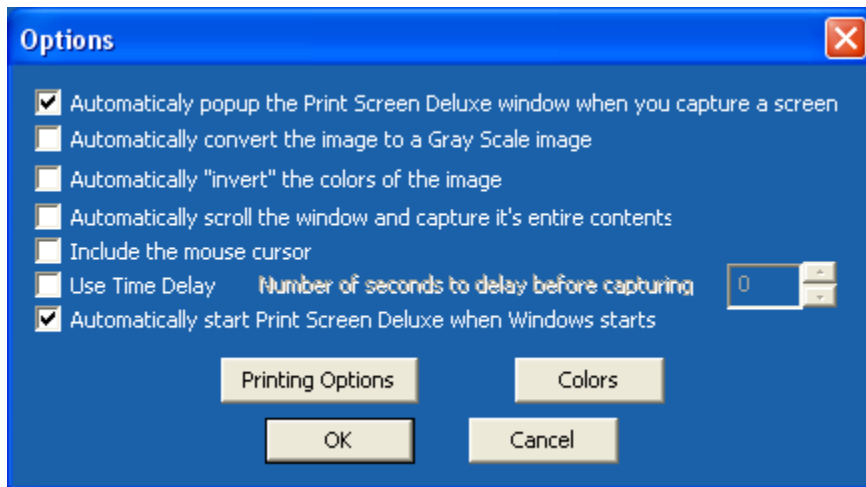 Options
Automaticaly popup the Print Screen Deluxe window when you capture a screen
Automatically convert the image to a Gray Scale image
Automatically "invert" the colors of the image
Automatically scroll the window and capture it's entire contents
Include the mouse cursor
Use Time Delay Number of seconds to delay before capturing 0
Automatically start Print Screen Deluxe when Windows starts
Printing Options Colors
OK Cancel